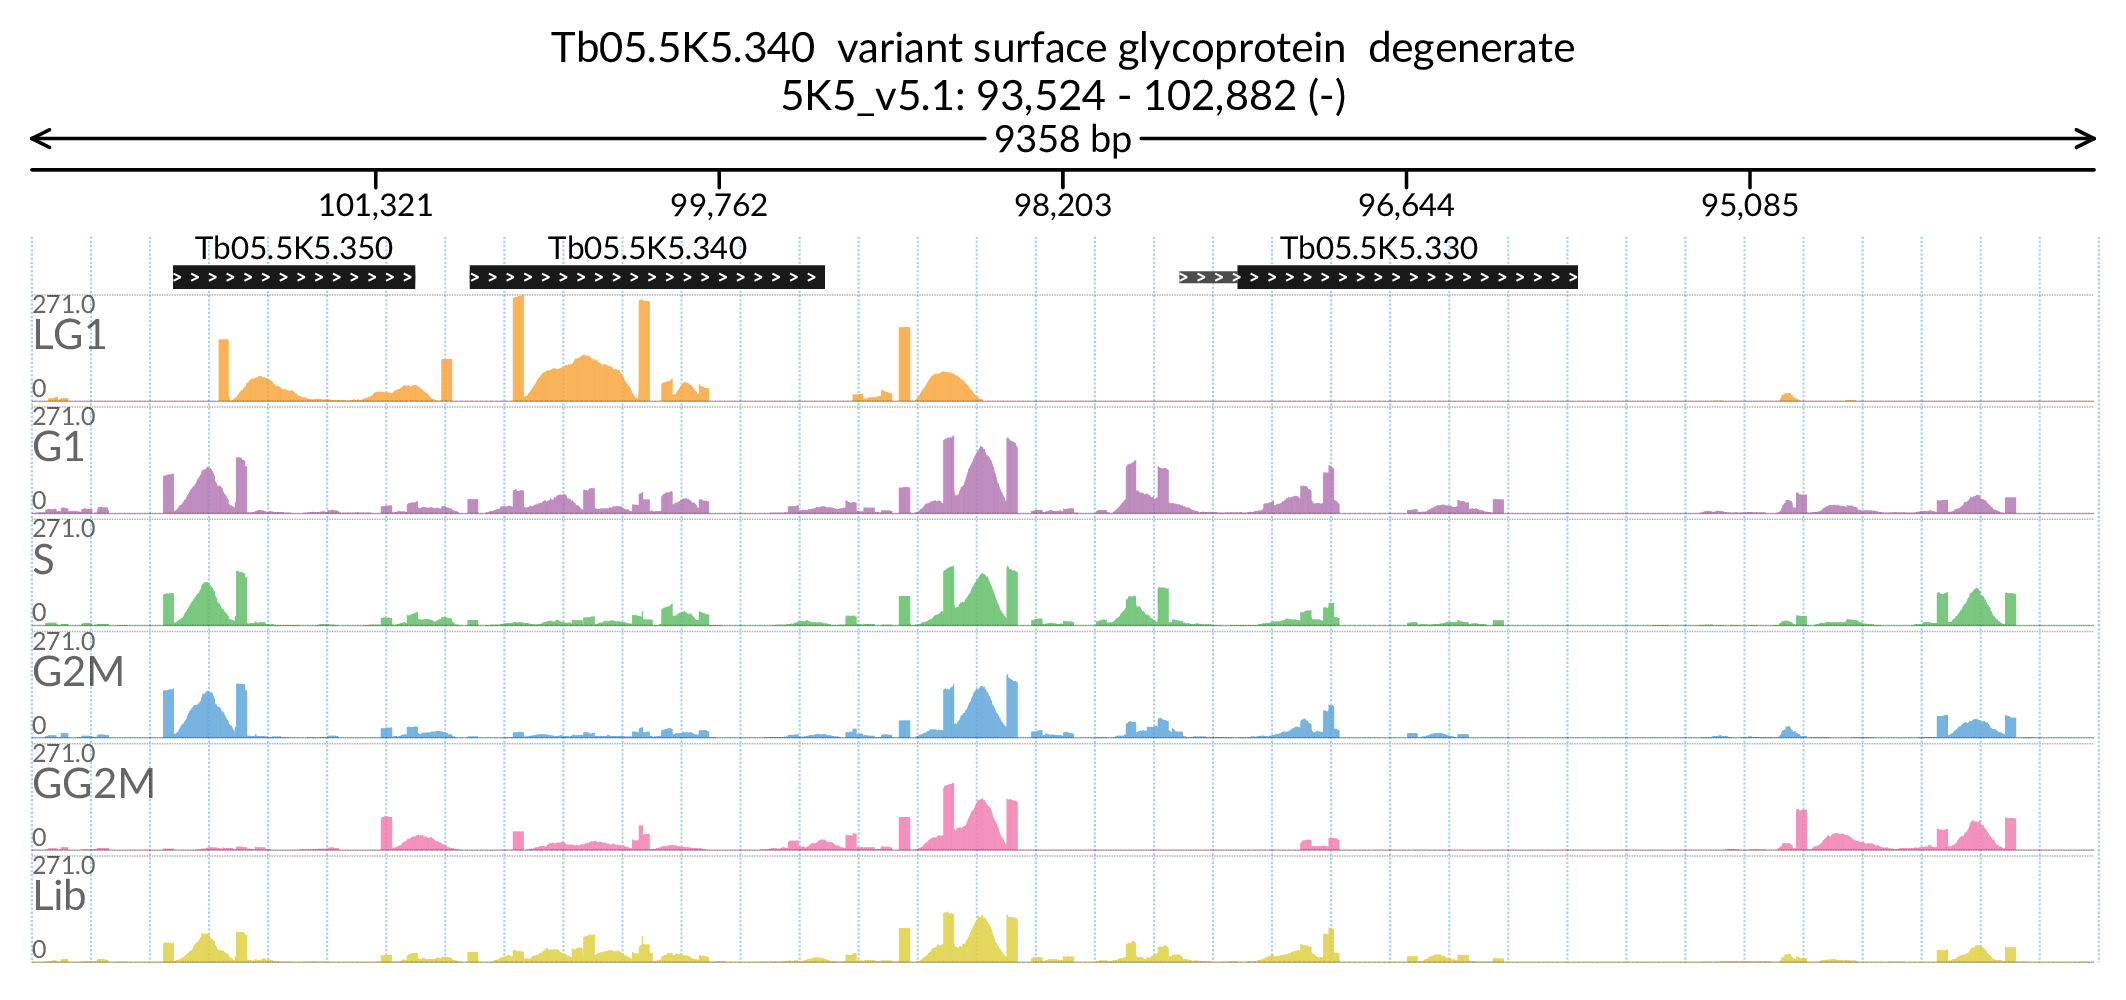 Tb05.5K5.340 variant surface glycoprotein degenerate
5K5_v5.1: 93,524 - 102,882 (-)
9358 bp
101,321 99,762 98,203 96,644 95,085
Tb05.5K5.350 Tb05.5K5.340 Tb05.5K5.330
271.0
LG1
0
271.0
G1
0
271.0
S
0
271.0
G2M
0
271.0
GG2M
0
271.0
Lib
0